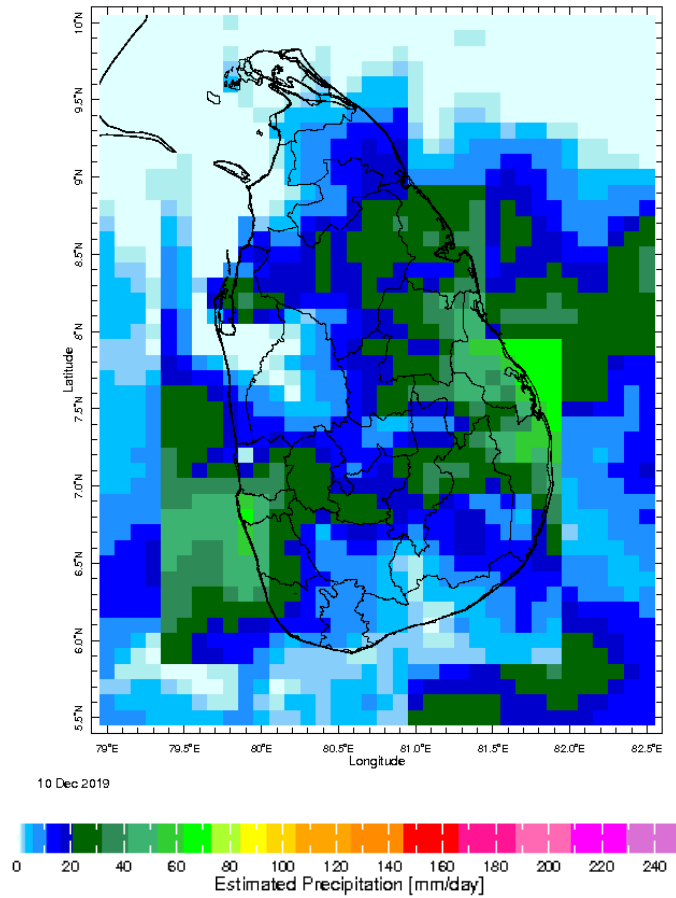 10°N
9.5°N
9°N
8.5°N
8°N
7.5°N
7.0°N
6.5°N
6.0°N
5.5°N
Latitude
79°E 79.5°E 80°E 80.5°E 81.0°E 81.5°E 82.0°E 82.5°E
Longitude
10 Dec 2019
0 20 40 60 80 100 120 140 160 180 200 220 240
Estimated Precipitation [mm/day]